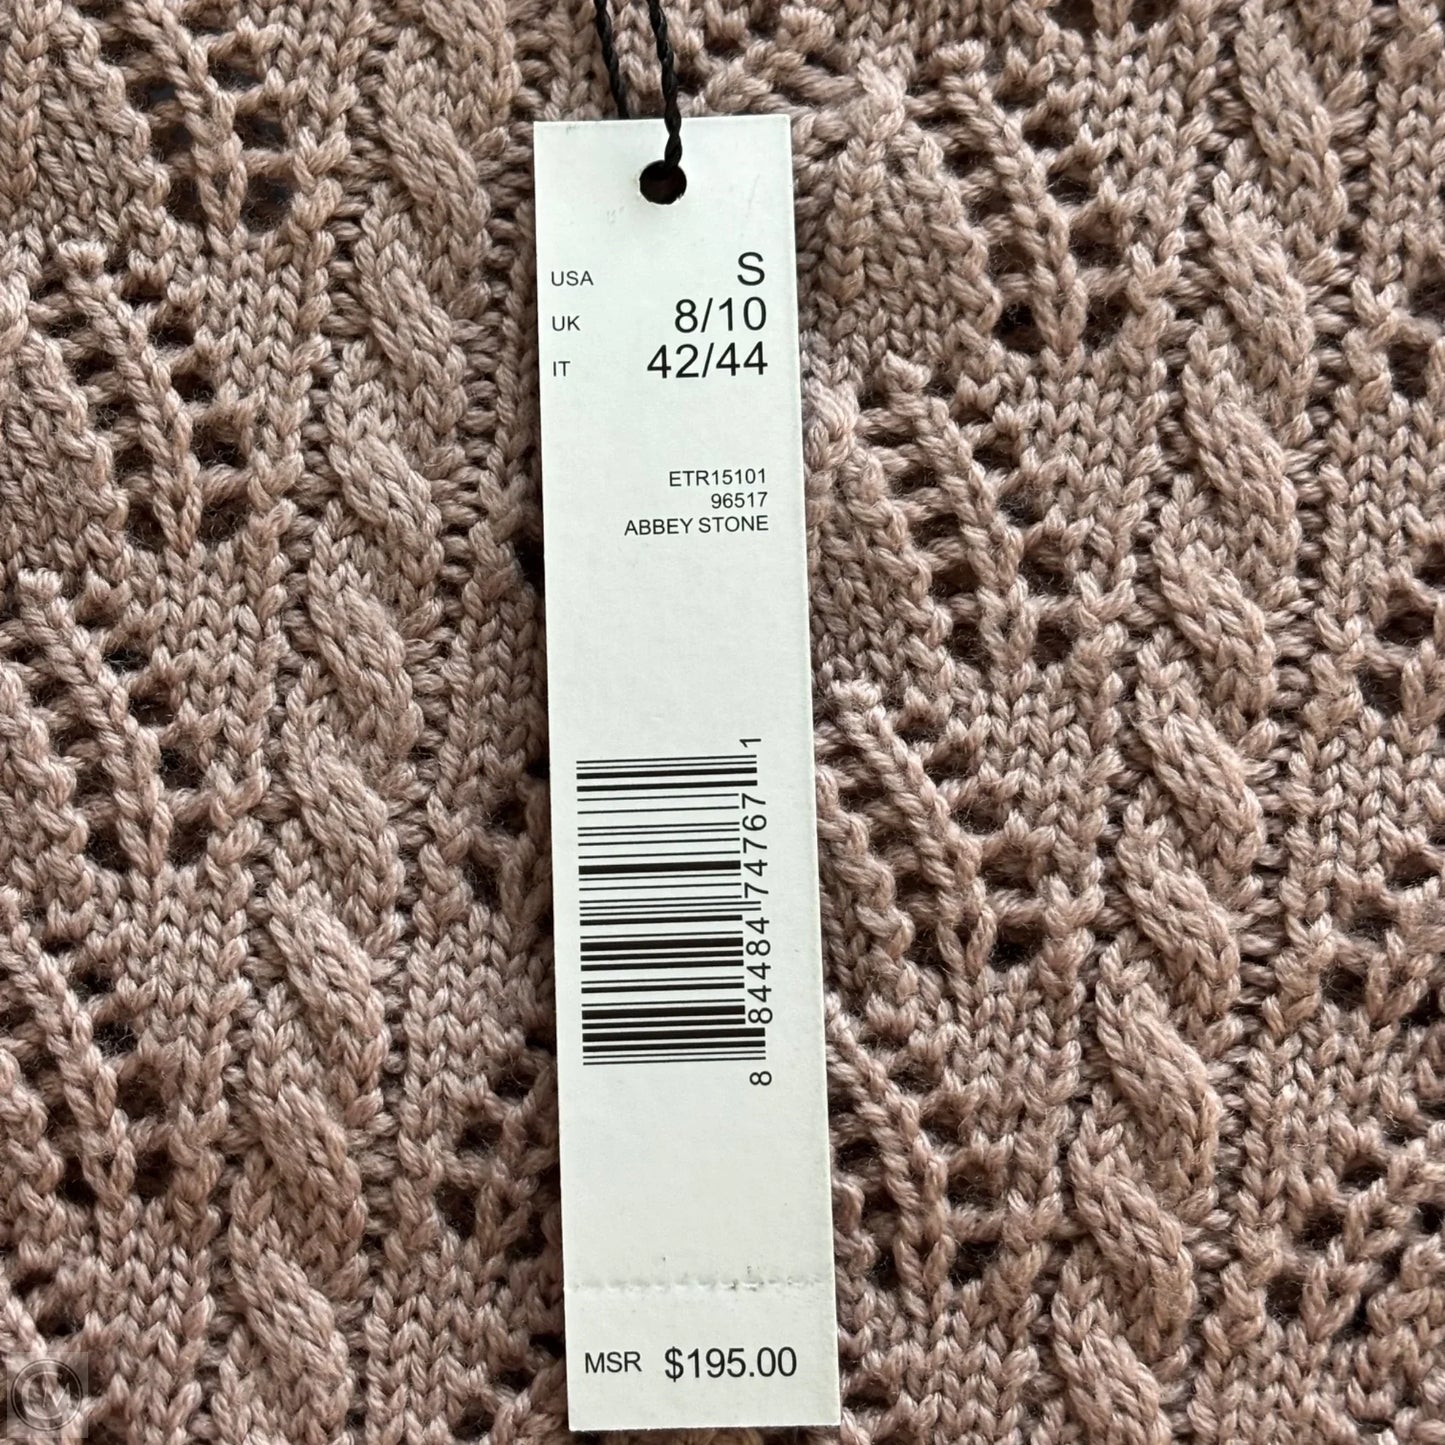 USA S
UK 8/10
IT 42/44
ETR15101
96517
ABBEY STONE
8 84484 74767 1
MSR $195.00